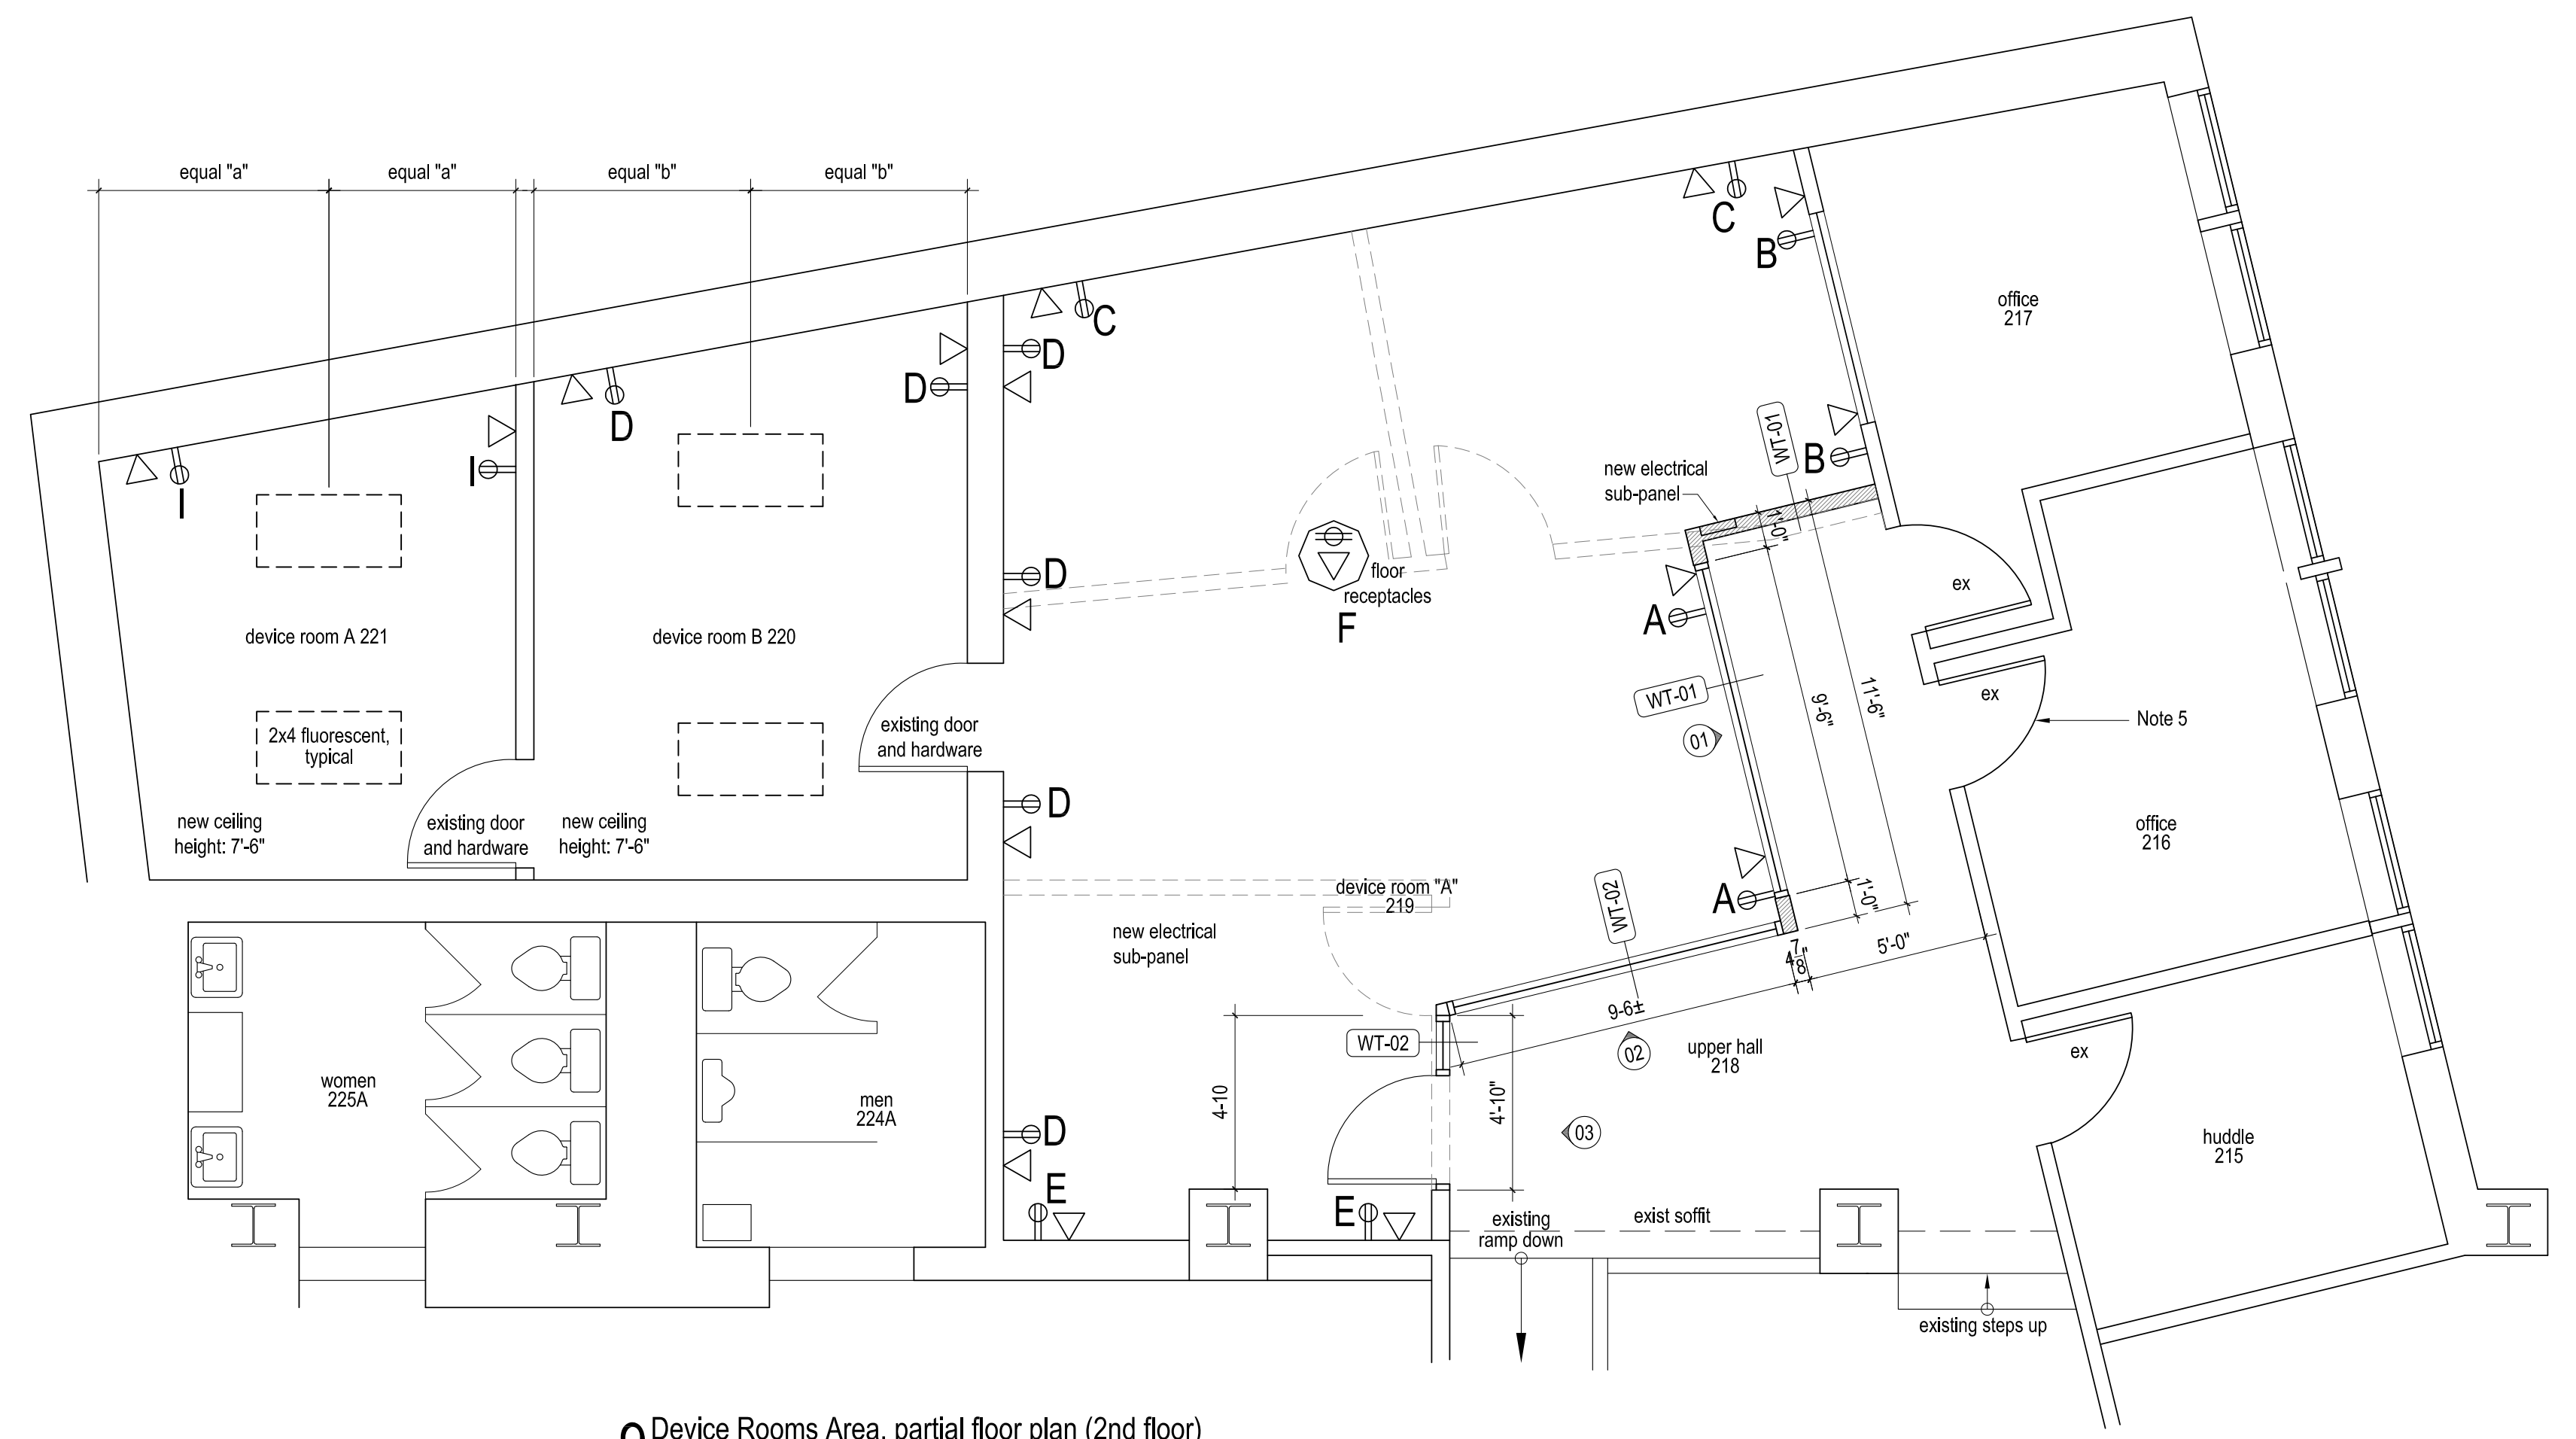 equal "a"
equal "a"
equal "b"
equal "b"
C
B
office
217
C
D
D
D
I
I
WT-01
B
new electrical
sub-panel
1'-0"
floor
receptacles
F
D
A
ex
device room A 221
device room B 220
WT-01
01
9'-6"
11'-6"
ex
Note 5
existing door
and hardware
2x4 fluorescent,
typical
D
new ceiling
height: 7'-6"
existing door
and hardware
new ceiling
height: 7'-6"
office
216
device room "A"
219
WT-02
A
1'-0"
new electrical
sub-panel
4 7/8"
5'-0"
9-6±
WT-02
02
upper hall
218
ex
women
225A
men
224A
4-10
4'-10"
D
03
huddle
215
E
E
existing
ramp down
exist soffit
existing steps up
Device Rooms Area, partial floor plan (2nd floor)